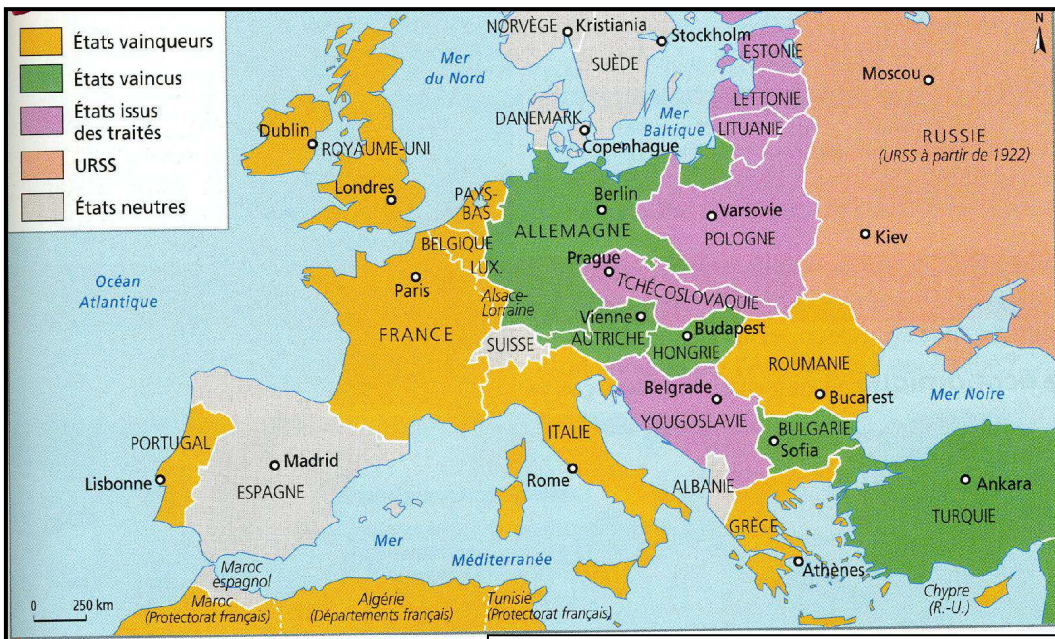 États vainqueurs
États vaincus
États issus
des traités
URSS
États neutres
NORVÈGE
Kristiania
Stockholm
SUÈDE
N
Mer
du Nord
ESTONIE
Moscou
LETTONIE
DANEMARK
Mer
Baltique
LITUANIE
RUSSIE
(URSS à partir de 1922)
Copenhague
Dublin
ROYAUME-UNI
Londres
PAYS-
BAS
Berlin
ALLEMAGNE
Varsovie
POLOGNE
Kiev
BELGIQUE
LUX.
Prague
TCHÉCOSLOVAQUIE
Océan
Atlantique
Paris
Alsace-
Lorraine
FRANCE
Vienne
AUTRICHE
Budapest
HONGRIE
SUISSE
ROUMANIE
Belgrade
Bucarest
Mer Noire
YOUGOSLAVIE
BULGARIE
Sofia
ITALIE
PORTUGAL
Madrid
Lisbonne
ESPAGNE
Rome
ALBANIE
Ankara
TURQUIE
GRÈCE
Mer
Méditerranée
Athènes
Maroc
espagnol
Chypre
(R.-U.)
0 250 km
Maroc
(Protectorat français)
Algérie
(Départements français)
Tunisie
(Protectorat français)